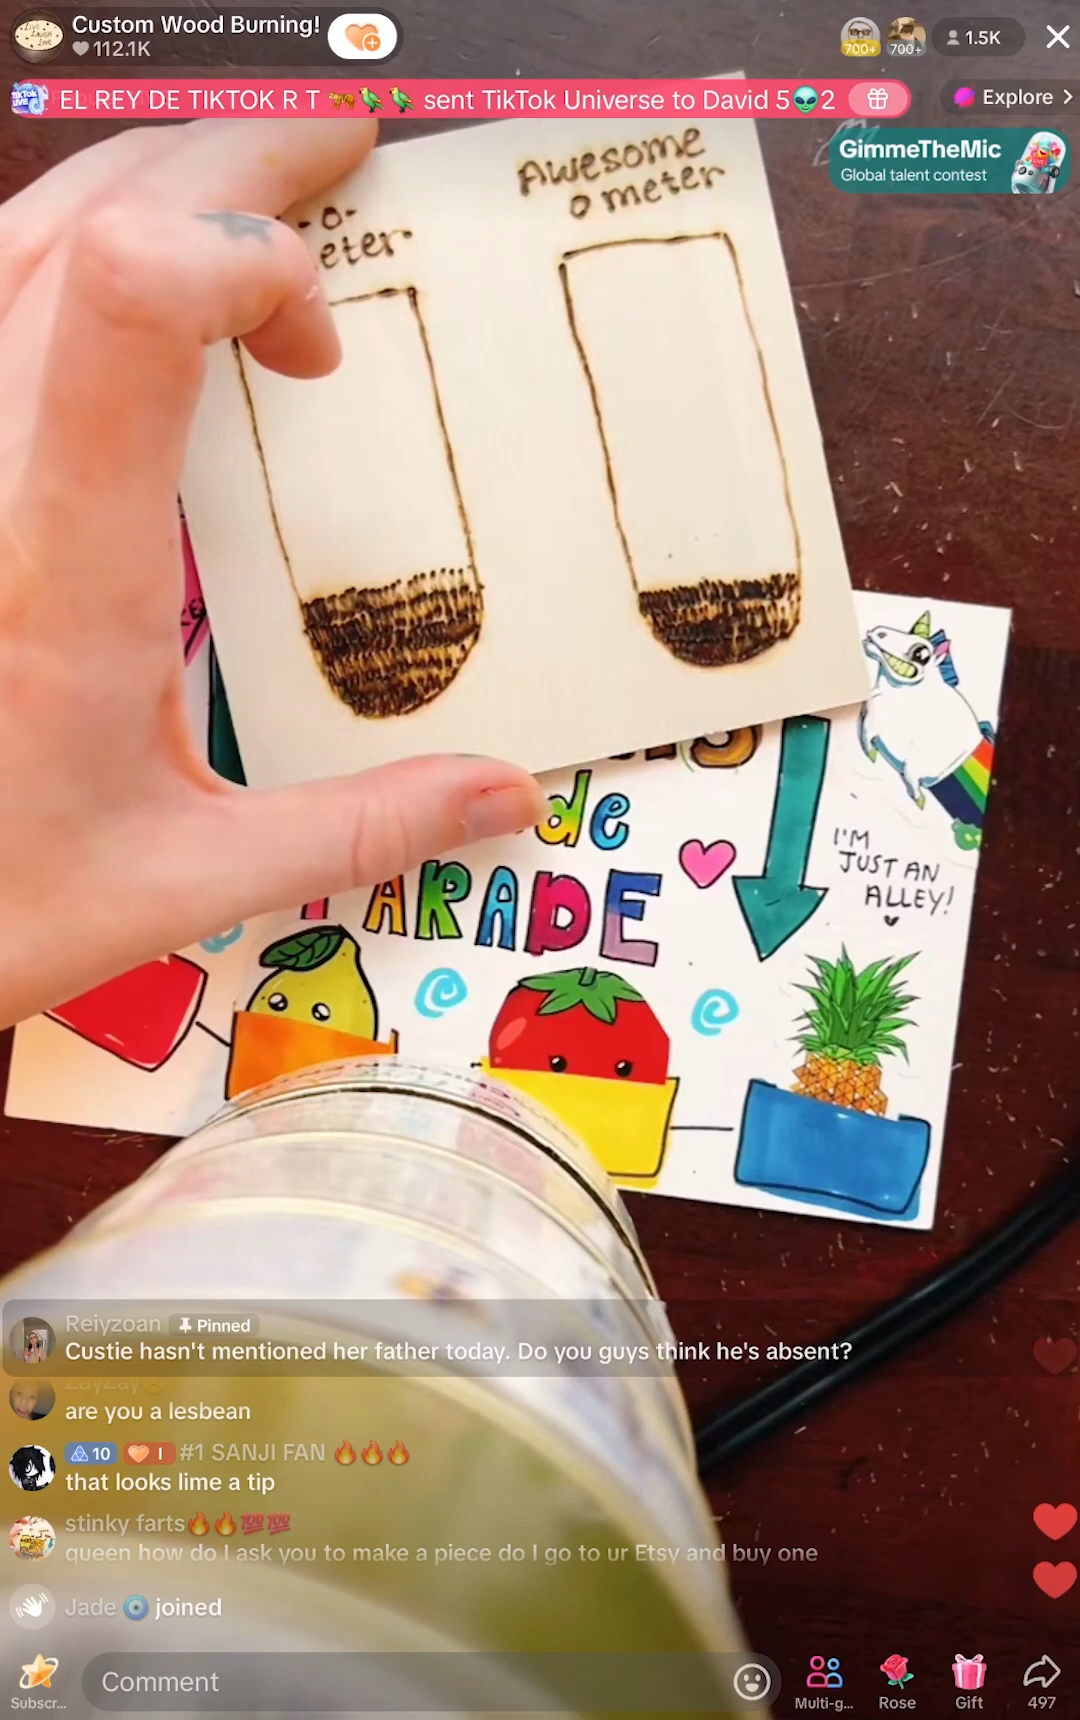 Custom Wood Burning!
112.1K
700+
700+
1.5K
EL REY DE TIKTOK R T 🐅🦜🦜 sent TikTok Universe to David 5👽2
Explore >
GimmeTheMic
Global talent contest
-o-
eter
Awesome
o meter
de
PARADE
I'M
JUST AN
ALLEY!
Reiyzoan Pinned
Custie hasn't mentioned her father today. Do you guys think he's absent?
ZayZay
are you a lesbean
10 I #1 SANJI FAN 🔥🔥🔥
that looks lime a tip
stinky farts🔥🔥💯💯
queen how do I ask you to make a piece do I go to ur Etsy and buy one
Jade 🧿 joined
Subscr...
Comment
Multi-g...
Rose
Gift
497